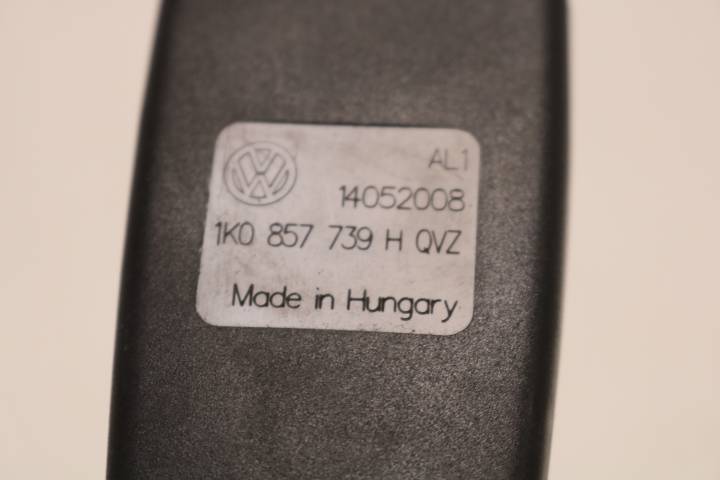 AL1
14052008
1K0 857 739 H QVZ
Made in Hungary